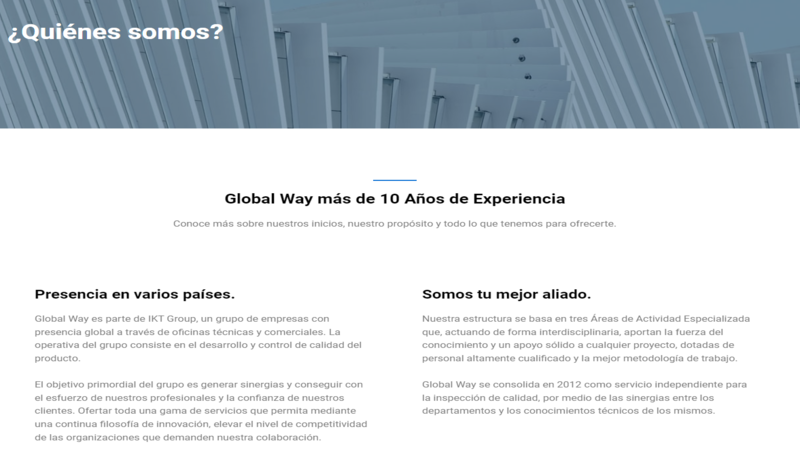 ¿Quiénes somos?
Global Way más de 10 Años de Experiencia
Conoce más sobre nuestros inicios, nuestro propósito y todo lo que tenemos para ofrecerte.
Presencia en varios países.
Global Way es parte de IKT Group, un grupo de empresas con
presencia global a través de oficinas técnicas y comerciales. La
operativa del grupo consiste en el desarrollo y control de calidad del
producto.
El objetivo primordial del grupo es generar sinergias y conseguir con
el esfuerzo de nuestros profesionales y la confianza de nuestros
clientes. Ofertar toda una gama de servicios que permita mediante
una continua filosofía de innovación, elevar el nivel de competitividad
de las organizaciones que demanden nuestra colaboración.
Somos tu mejor aliado.
Nuestra estructura se basa en tres Áreas de Actividad Especializada
que, actuando de forma interdisciplinaria, aportan la fuerza del
conocimiento y un apoyo sólido a cualquier proyecto, dotadas de
personal altamente cualificado y la mejor metodología de trabajo.
Global Way se consolida en 2012 como servicio independiente para
la inspección de calidad, por medio de las sinergias entre los
departamentos y los conocimientos técnicos de los mismos.